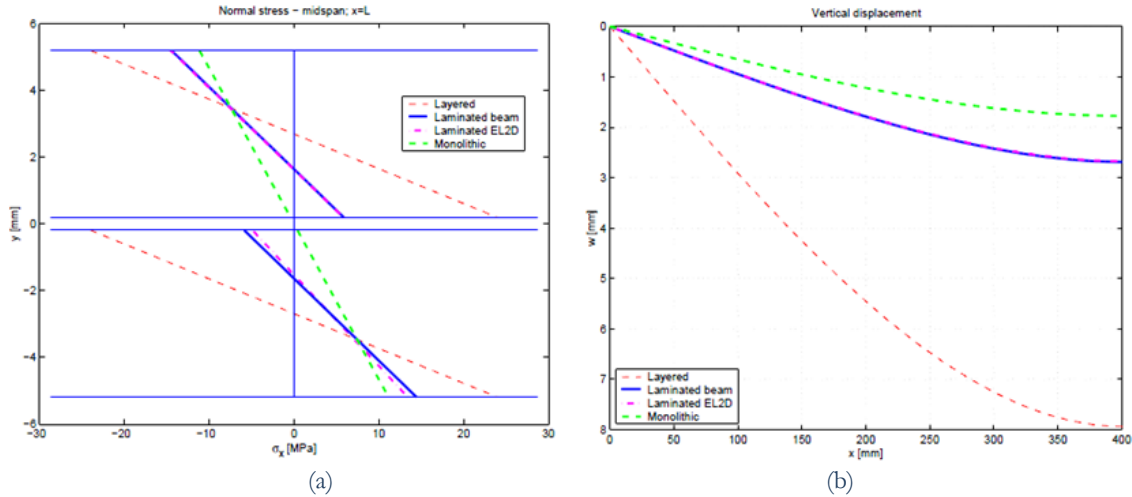 Normal stress − midspan; x=L
6
4
2
0
−2
−4
−6
y [mm]
Layered
Laminated beam
Laminated EL2D
Monolithic
−30 −20 −10 0 10 20 30
σx [MPa]
(a)
Vertical displacement
0
1
2
3
4
5
6
7
8
w [mm]
Layered
Laminated beam
Laminated EL2D
Monolithic
0 50 100 150 200 250 300 350 400
x [mm]
(b)